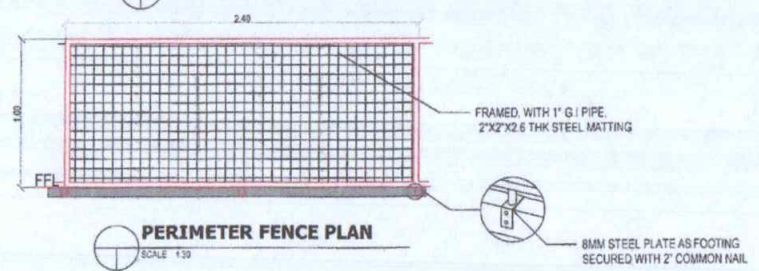 2.40
1.00
FRAMED, WITH 1" G.I PIPE.
2"X2"X2.6 THK STEEL MATTING
FFL
PERIMETER FENCE PLAN
SCALE 1:30
8MM STEEL PLATE AS FOOTING
SECURED WITH 2" COMMON NAIL